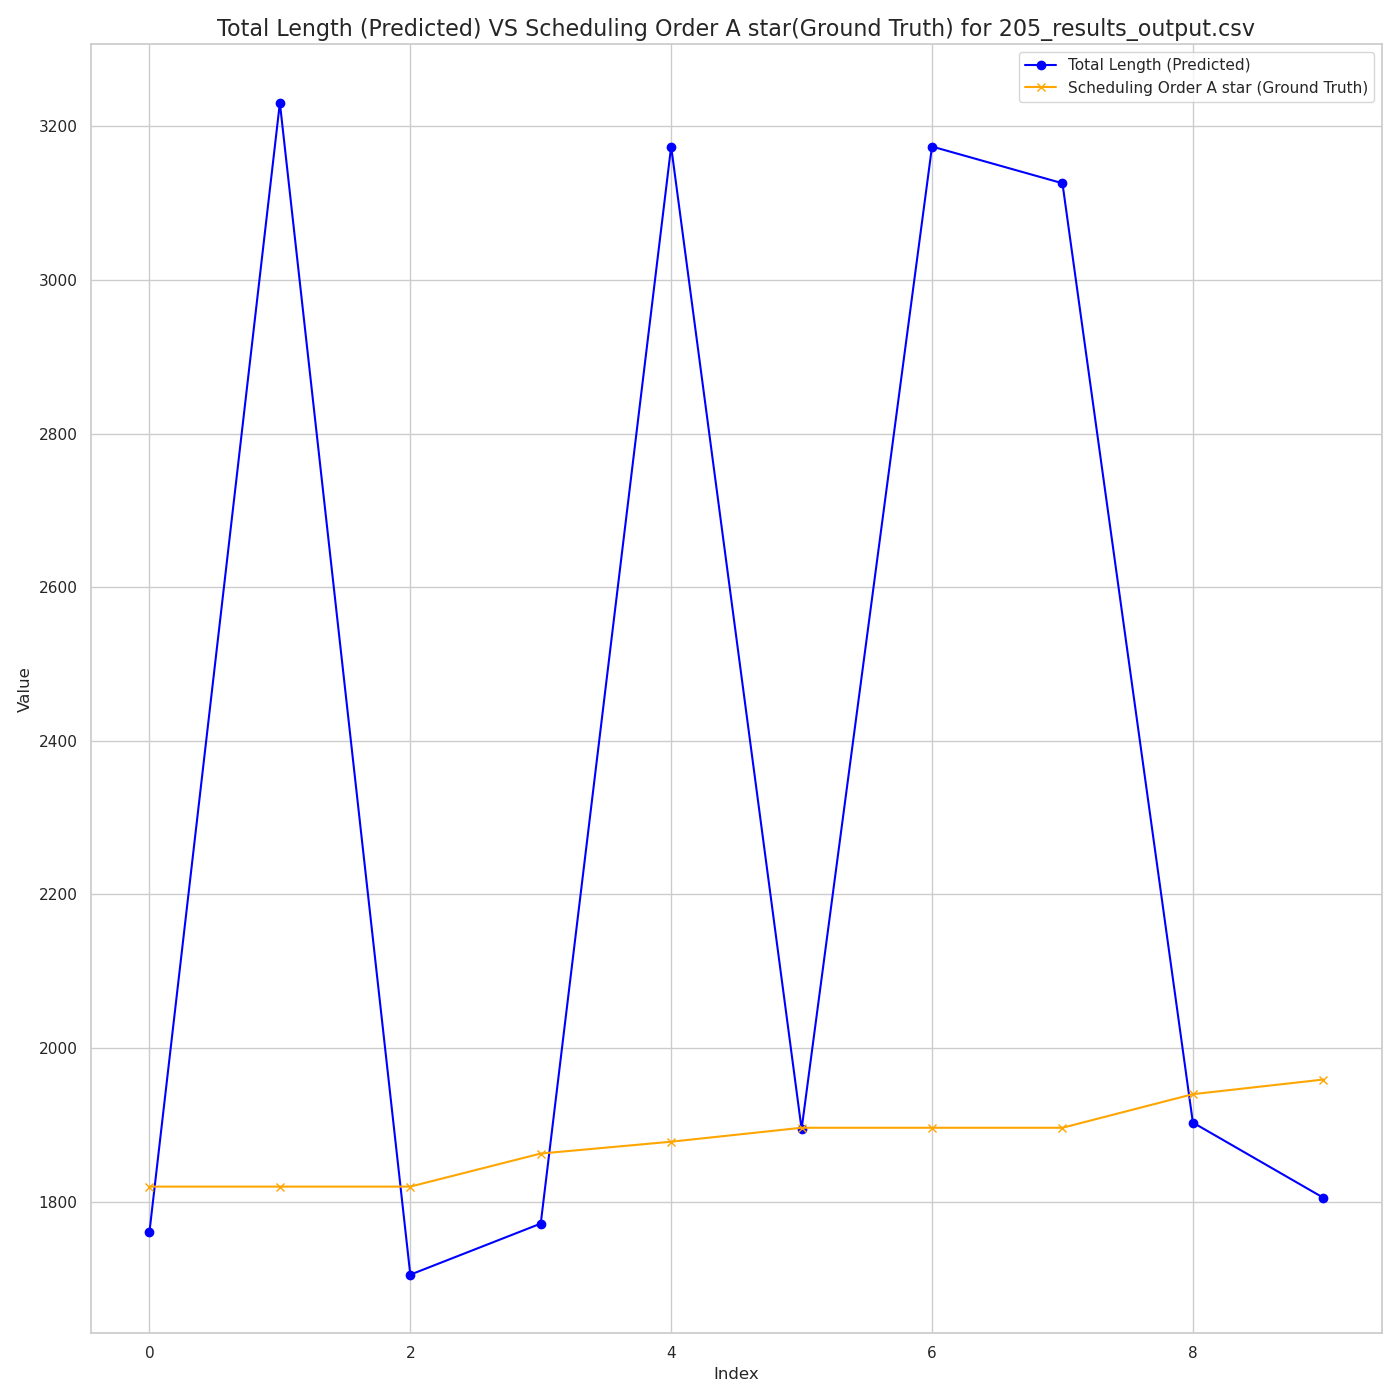 Total Length (Predicted) VS Scheduling Order A star(Ground Truth) for 205_results_output.csv
Total Length (Predicted)
Scheduling Order A star (Ground Truth)
3200
3000
2800
2600
2400
2200
2000
1800
Value
0 2 4 6 8
Index